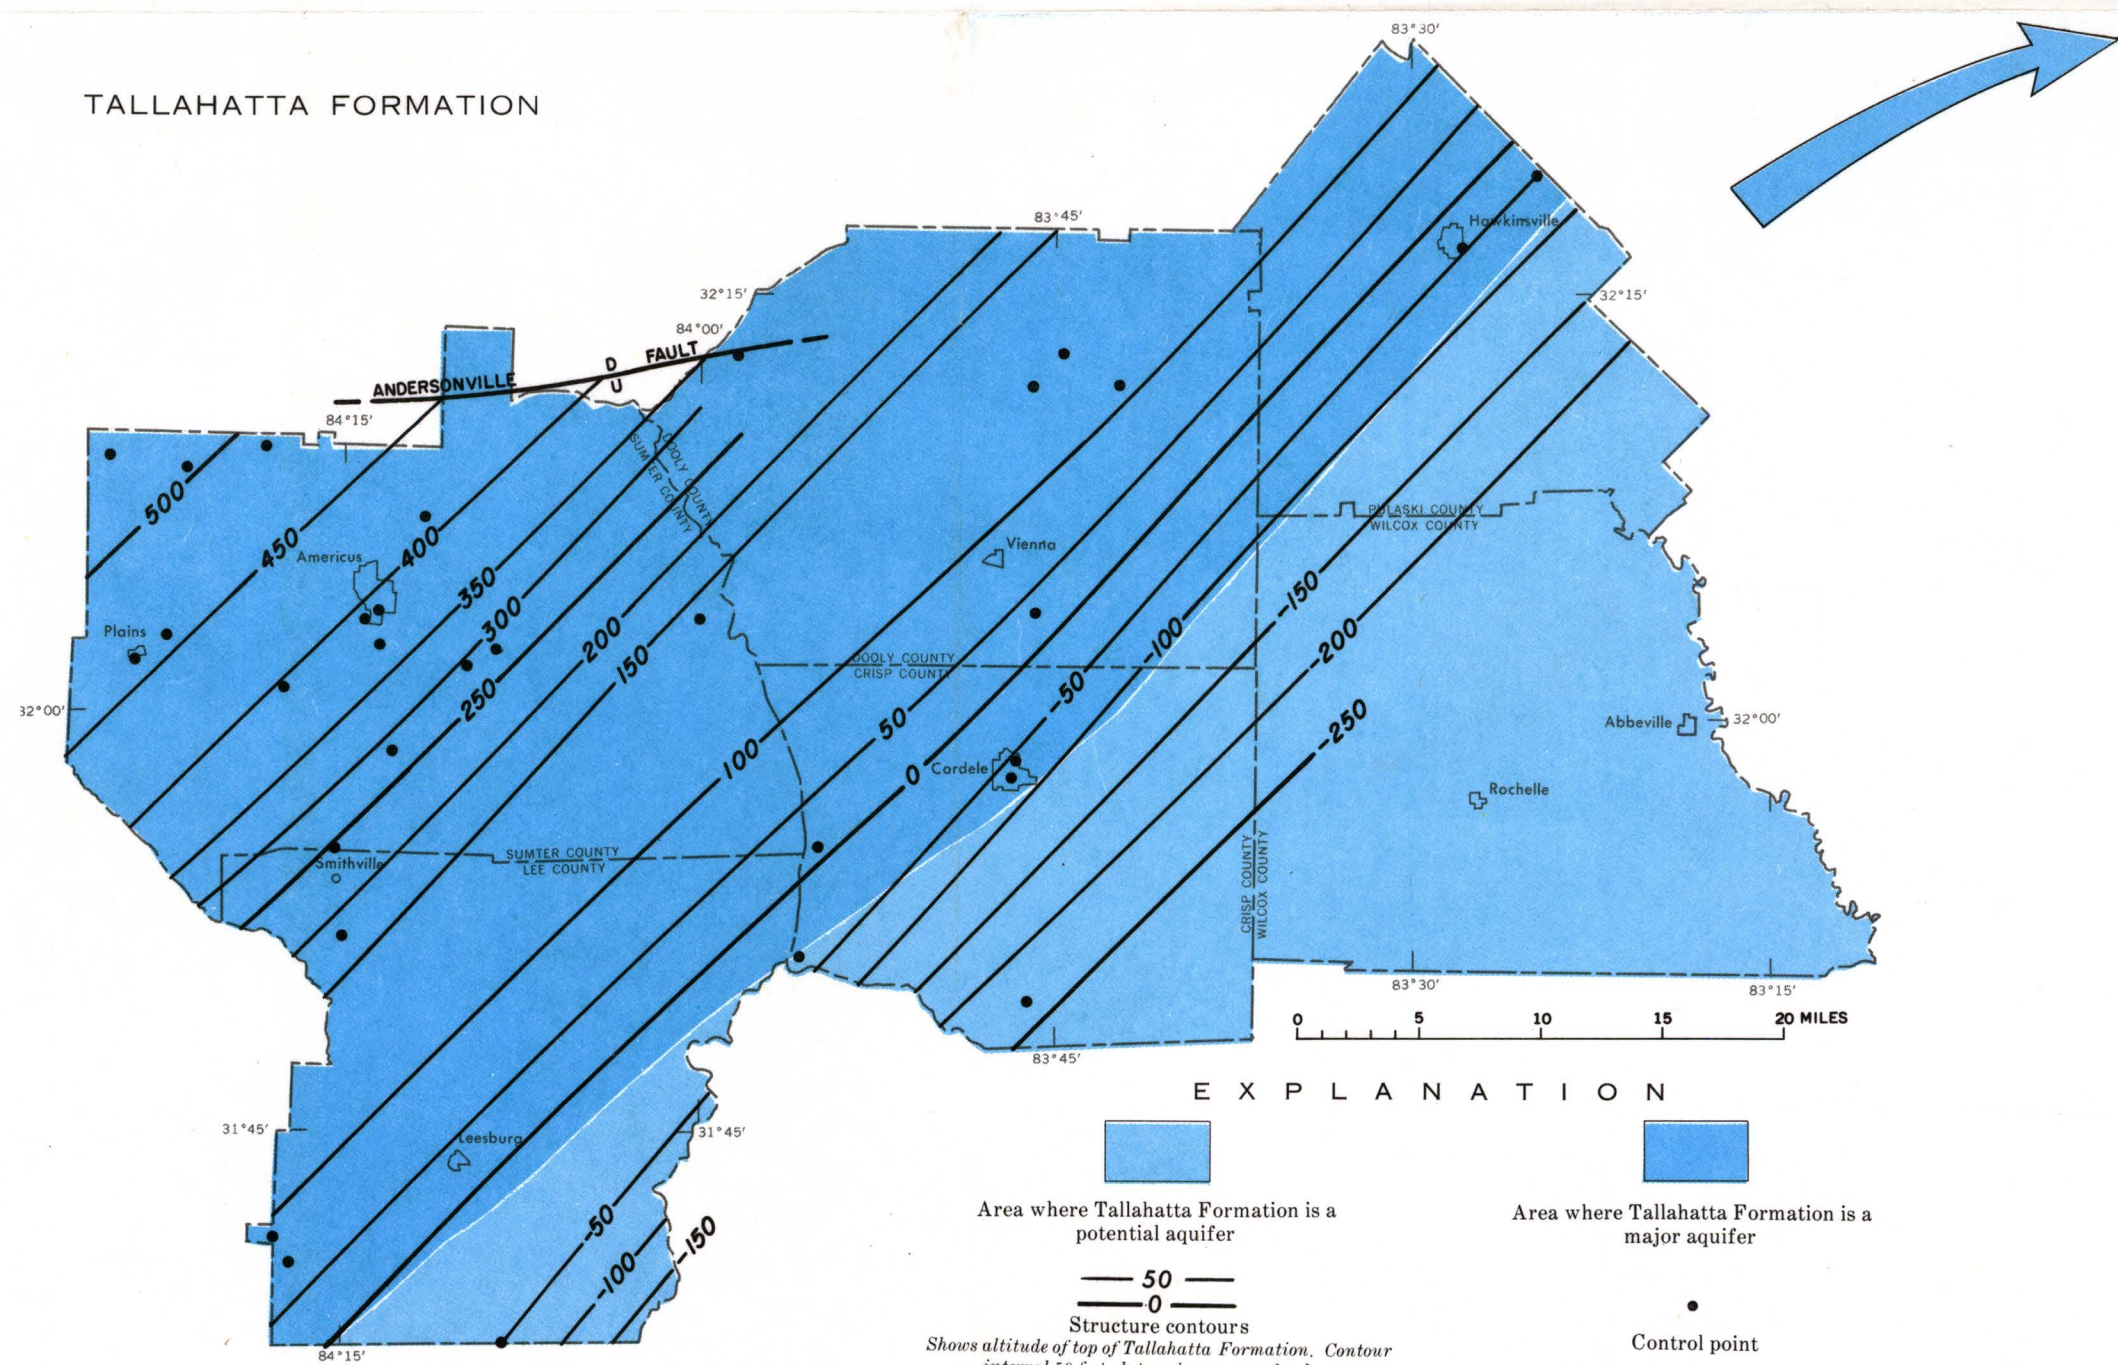 83°30'
TALLAHATTA FORMATION
Hawkinsville
83°45'
32°15'
32°15'
84°00'
D
FAULT
ANDERSONVILLE
U
84°15'
DOOLY COUNTY
SUMTER COUNTY
500
450
400
350
300
250
200
150
100
50
0
-50
-100
-150
-200
-250
Americus
Plains
Vienna
PULASKI COUNTY
WILCOX COUNTY
DOOLY COUNTY
CRISP COUNTY
32°00'
Abbeville
32°00'
Cordele
Rochelle
Smithville
SUMTER COUNTY
LEE COUNTY
CRISP COUNTY
WILCOX COUNTY
83°30'
83°15'
0 5 10 15 20 MILES
83°45'
31°45'
31°45'
Leesburg
-50
-100
-150
84°15'
EXPLANATION
Area where Tallahatta Formation is a
potential aquifer
Area where Tallahatta Formation is a
major aquifer
50
0
Structure contours
Shows altitude of top of Tallahatta Formation. Contour
Control point